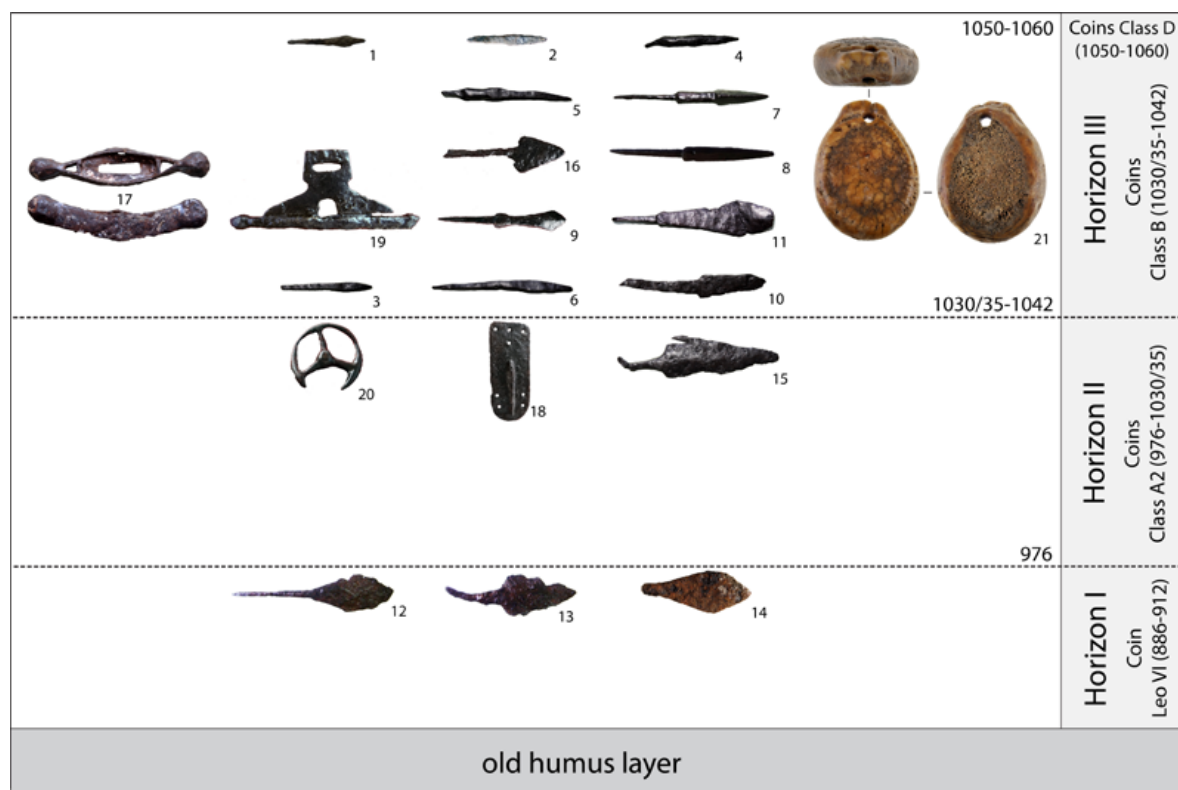 1050-1060
Coins Class D
(1050-1060)
1
2
4
5
7
16
8
17
19
9
11
21
3
6
10
1030/35-1042
Horizon III
Coins
Class B (1030/35-1042)
20
18
15
976
Horizon II
Coins
Class A2 (976-1030/35)
12
13
14
Horizon I
Coin
Leo VI (886-912)
old humus layer